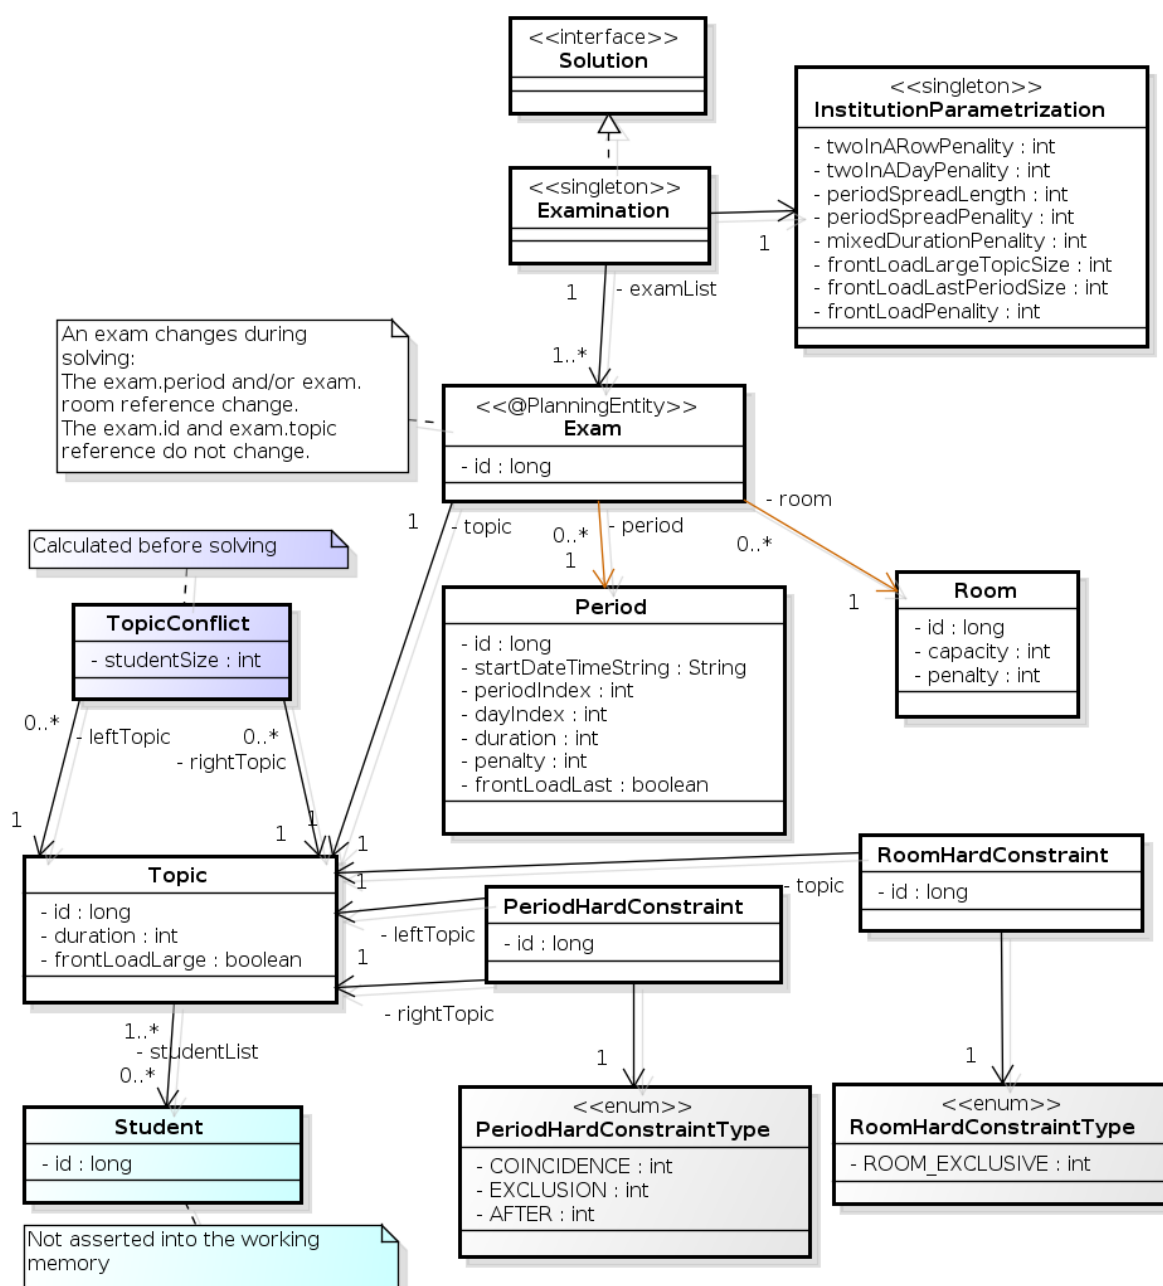 <<interface>>
Solution
<<singleton>>
InstitutionParametrization
- twoInARowPenality : int
- twoInADayPenality : int
- periodSpreadLength : int
- periodSpreadPenality : int
- mixedDurationPenality : int
- frontLoadLargeTopicSize : int
- frontLoadLastPeriodSize : int
- frontLoadPenality : int
<<singleton>>
Examination
1
1
- examList
1..*
An exam changes during
solving:
The exam.period and/or exam.
room reference change.
The exam.id and exam.topic
reference do not change.
<<@PlanningEntity>>
Exam
- id : long
1
- topic
0..*
- period
1
- room
0..*
1
Calculated before solving
TopicConflict
- studentSize : int
0..*
- leftTopic
0..*
- rightTopic
1
1
1
1
Period
- id : long
- startDateTimeString : String
- periodIndex : int
- dayIndex : int
- duration : int
- penalty : int
- frontLoadLast : boolean
Room
- id : long
- capacity : int
- penalty : int
Topic
- id : long
- duration : int
- frontLoadLarge : boolean
1
- topic
- leftTopic
1
- rightTopic
PeriodHardConstraint
- id : long
RoomHardConstraint
- id : long
1..*
- studentList
0..*
1
1
Student
- id : long
Not asserted into the working
memory
<<enum>>
PeriodHardConstraintType
- COINCIDENCE : int
- EXCLUSION : int
- AFTER : int
<<enum>>
RoomHardConstraintType
- ROOM_EXCLUSIVE : int